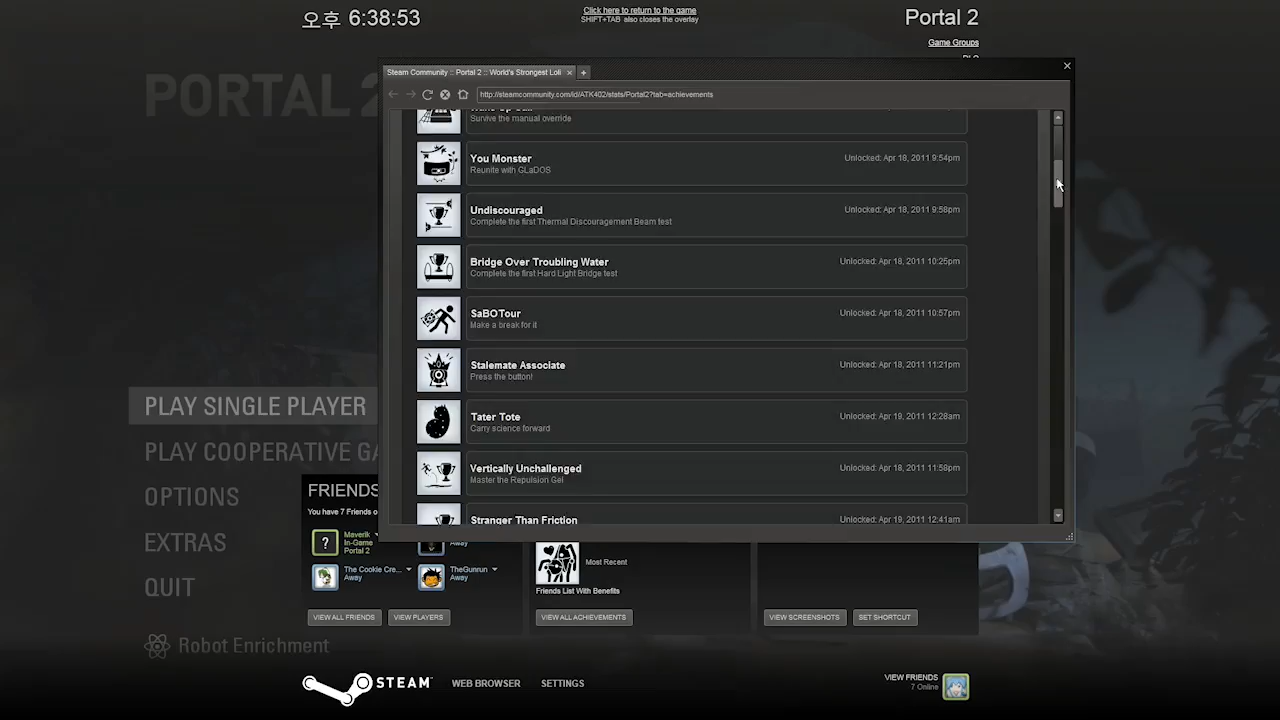 오후 6:38:53
Click here to return to the game
SHIFT+TAB also closes the overlay
Portal 2
Game Groups
PORTAL 2
Steam Community :: Portal 2 :: World's Strongest Loli
http://steamcommunity.com/id/ATK402/stats/Portal2?tab=achievements
Survive the manual override
You Monster
Unlocked: Apr 18, 2011 9:54pm
Reunite with GLaDOS
Undiscouraged
Unlocked: Apr 18, 2011 9:58pm
Complete the first Thermal Discouragement Beam test
Bridge Over Troubling Water
Unlocked: Apr 18, 2011 10:25pm
Complete the first Hard Light Bridge test
SaBOTour
Unlocked: Apr 18, 2011 10:57pm
Make a break for it
Stalemate Associate
Unlocked: Apr 18, 2011 11:21pm
Press the button!
Tater Tote
Unlocked: Apr 19, 2011 12:28am
Carry science forward
Vertically Unchallenged
Unlocked: Apr 18, 2011 11:58pm
Master the Repulsion Gel
Stranger Than Friction
Unlocked: Apr 19, 2011 12:41am
PLAY SINGLE PLAYER
PLAY COOPERATIVE GA
OPTIONS
EXTRAS
QUIT
Robot Enrichment
FRIENDS
You have 7 Friends o
Maverik
In-Game
Portal 2
Away
The Cookie Cre...
Away
TheGunrun
Away
Most Recent
Friends List With Benefits
VIEW ALL FRIENDS
VIEW PLAYERS
VIEW ALL ACHIEVEMENTS
VIEW SCREENSHOTS
SET SHORTCUT
STEAM
WEB BROWSER
SETTINGS
VIEW FRIENDS
7 Online